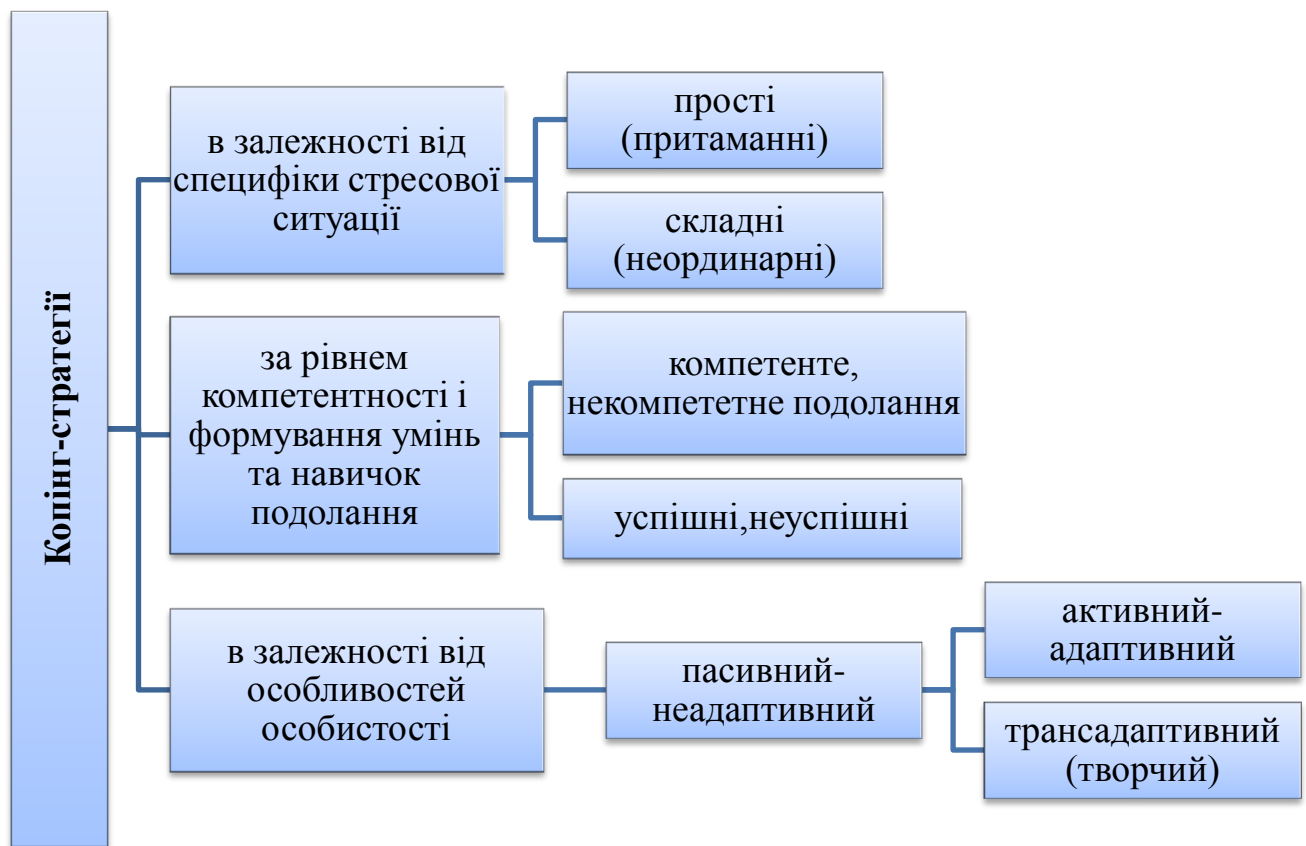 Копінг-стратегії
в залежності від
специфіки стресової
ситуації
прості
(притаманні)
складні
(неординарні)
за рівнем
компетентності і
формування умінь
та навичок
подолання
компетенте,
некомпететне подолання
успішні,неуспішні
в залежності від
особливостей
особистості
пасивний-
неадаптивний
активний-
адаптивний
трансадаптивний
(творчий)